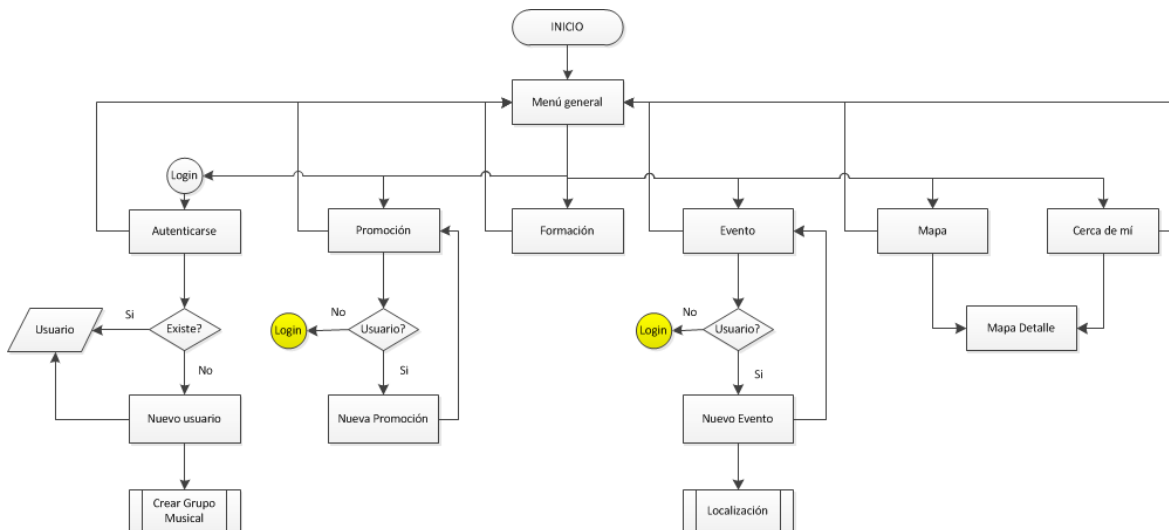 INICIO
Menú general
Login
Autenticarse
Promoción
Formación
Evento
Mapa
Cerca de mí
Usuario
Si
Existe?
No
Login
No
Usuario?
Si
Login
No
Usuario?
Si
Mapa Detalle
Nuevo usuario
Nueva Promoción
Nuevo Evento
Crear Grupo
Musical
Localización